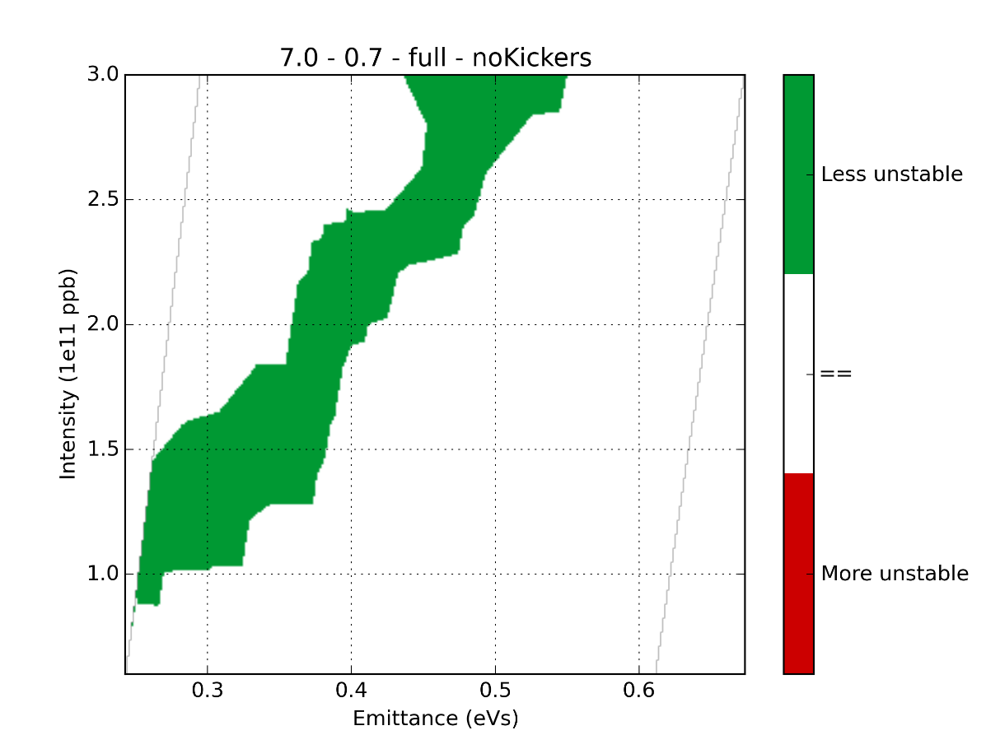 7.0 - 0.7 - full - noKickers
3.0
2.5
2.0
1.5
1.0
Intensity (1e11 ppb)
0.3
0.4
0.5
0.6
Emittance (eVs)
Less unstable
==
More unstable